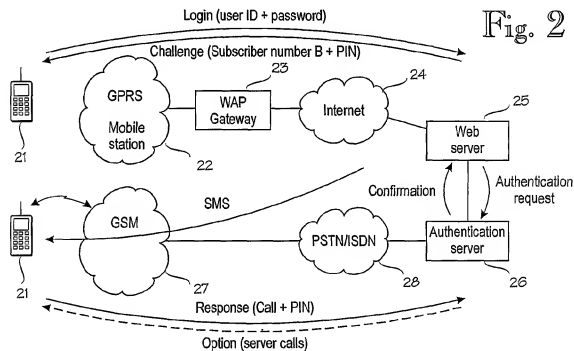 Login (user ID + password)
Fig. 2
Challenge (Subscriber number B + PIN)
23
24
GPRS
WAP
Gateway
Internet
25
Mobile
station
Web
server
21
22
Confirmation
Authentication
request
SMS
GSM
PSTN/ISDN
Authentication
server
21
27
28
26
Response (Call + PIN)
Option (server calls)